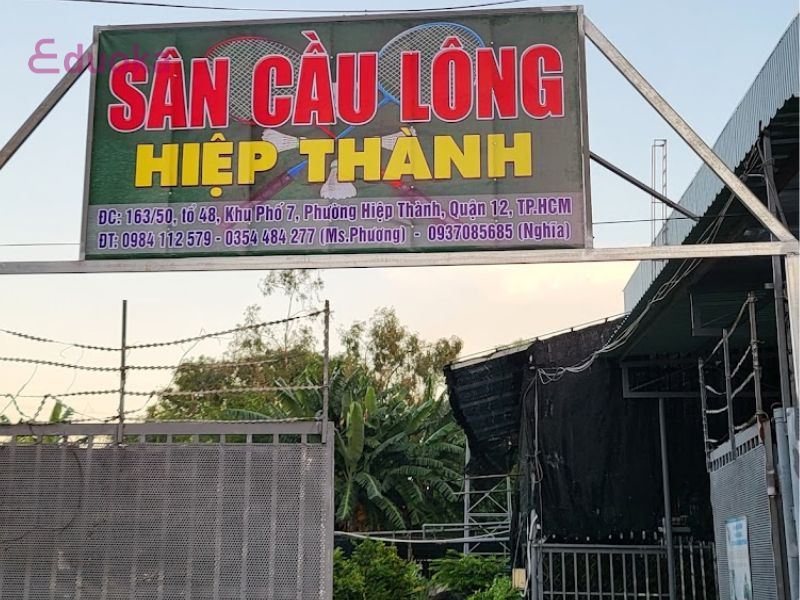 Eduoka
SÂN CẦU LÔNG
HIỆP THÀNH
ĐC: 163/50, tổ 48, Khu Phố 7, Phường Hiệp Thành, Quận 12, TP.HCM
ĐT: 0984 112 579 - 0354 484 277 (Ms.Phương) - 0937085685 (Nghĩa)